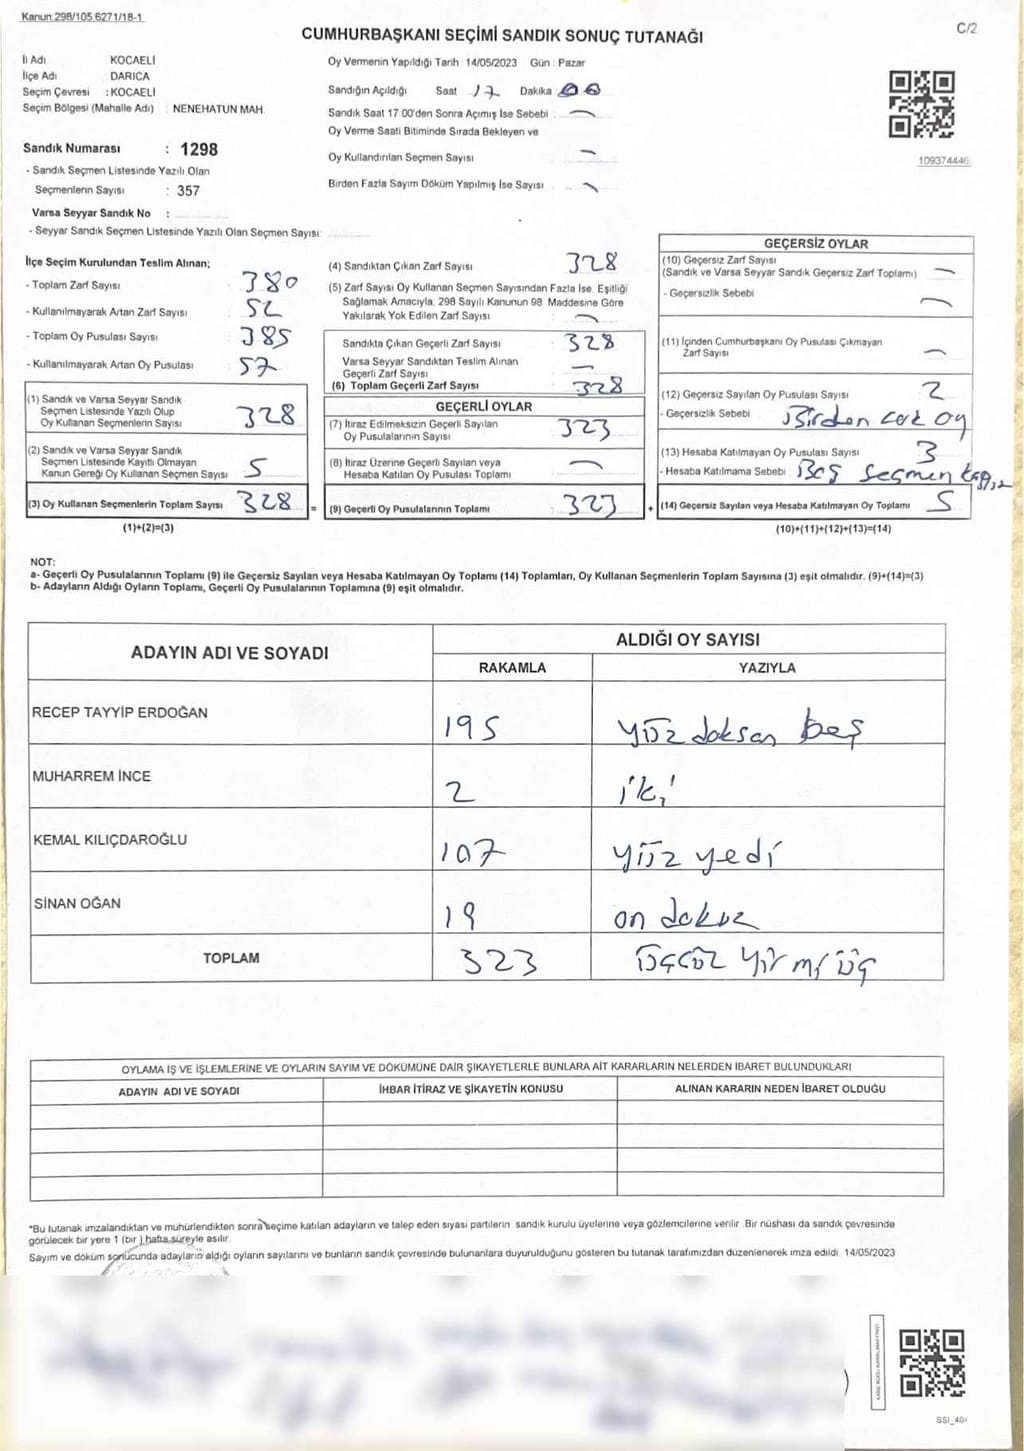 Kanun 298/105,6271/18-1
C/2
CUMHURBAŞKANI SEÇİMİ SANDIK SONUÇ TUTANAĞI
İl Adı KOCAELİ
İlçe Adı DARICA
Seçim Çevresi : KOCAELİ
Seçim Bölgesi (Mahalle Adı) : NENEHATUN MAH
Sandık Numarası : 1298
- Sandık Seçmen Listesinde Yazılı Olan
Seçmenlerin Sayısı : 357
Varsa Seyyar Sandık No :
- Seyyar Sandık Seçmen Listesinde Yazılı Olan Seçmen Sayısı:
Oy Vermenin Yapıldığı Tarih 14/05/2023 Gün : Pazar
Sandığın Açıldığı Saat 17 Dakika 00
Sandık Saat 17:00'den Sonra Açılmış İse Sebebi : —
Oy Verme Saati Bitiminde Sırada Bekleyen ve
Oy Kullandırılan Seçmen Sayısı —
Birden Fazla Sayım Döküm Yapılmış İse Sayısı : —
109374446
İlçe Seçim Kurulundan Teslim Alınan;
- Toplam Zarf Sayısı 380
- Kullanılmayarak Artan Zarf Sayısı 52
- Toplam Oy Pusulası Sayısı 385
- Kullanılmayarak Artan Oy Pusulası 57
(1) Sandık ve Varsa Seyyar Sandık
Seçmen Listesinde Yazılı Olup
Oy Kullanan Seçmenlerin Sayısı 328
(2) Sandık ve Varsa Seyyar Sandık
Seçmen Listesinde Kayıtlı Olmayan
Kanun Gereği Oy Kullanan Seçmen Sayısı 5
(3) Oy Kullanan Seçmenlerin Toplam Sayısı 328 =
(1)+(2)=(3)
(4) Sandıktan Çıkan Zarf Sayısı 328
(5) Zarf Sayısı Oy Kullanan Seçmen Sayısından Fazla İse, Eşitliği
Sağlamak Amacıyla; 298 Sayılı Kanunun 98. Maddesine Göre
Yakılarak Yok Edilen Zarf Sayısı : —
Sandıkta Çıkan Geçerli Zarf Sayısı 328
Varsa Seyyar Sandıktan Teslim Alınan
Geçerli Zarf Sayısı —
(6) Toplam Geçerli Zarf Sayısı 328
GEÇERLİ OYLAR
(7) İtiraz Edilmeksizin Geçerli Sayılan
Oy Pusulalarının Sayısı 323
(8) İtiraz Üzerine Geçerli Sayılan veya
Hesaba Katılan Oy Pusulası Toplamı —
(9) Geçerli Oy Pusulalarının Toplamı 323 +
GEÇERSİZ OYLAR
(10) Geçersiz Zarf Sayısı
(Sandık ve Varsa Seyyar Sandık Geçersiz Zarf Toplamı) —
- Geçersizlik Sebebi —
(11) İçinden Cumhurbaşkanı Oy Pusulası Çıkmayan
Zarf Sayısı —
(12) Geçersiz Sayılan Oy Pusulası Sayısı 2
- Geçersizlik Sebebi Birden cok oy
(13) Hesaba Katılmayan Oy Pusulası Sayısı 3
- Hesaba Katılmama Sebebi Boş seçmen
(14) Geçersiz Sayılan veya Hesaba Katılmayan Oy Toplamı 5
(10)+(11)+(12)+(13)=(14)
NOT:
a- Geçerli Oy Pusulalarının Toplamı (9) ile Geçersiz Sayılan veya Hesaba Katılmayan Oy Toplamı (14) Toplamları, Oy Kullanan Seçmenlerin Toplam Sayısına (3) eşit olmalıdır. (9)+(14)=(3)
b- Adayların Aldığı Oyların Toplamı, Geçerli Oy Pusulalarının Toplamına (9) eşit olmalıdır.
ADAYIN ADI VE SOYADI
ALDIĞI OY SAYISI
RAKAMLA YAZIYLA
RECEP TAYYİP ERDOĞAN 195 yüz doksan beş
MUHARREM İNCE 2 iki
KEMAL KILIÇDAROĞLU 107 yüz yedi
SİNAN OĞAN 19 on dokuz
TOPLAM 323 üççüz yirmi üç
OYLAMA İŞ VE İŞLEMLERİNE VE OYLARIN SAYIM VE DÖKÜMÜNE DAİR ŞİKAYETLERLE BUNLARA AİT KARARLARIN NELERDEN İBARET BULUNDUKLARI
ADAYIN ADI VE SOYADI İHBAR İTİRAZ VE ŞİKAYETİN KONUSU ALINAN KARARIN NEDEN İBARET OLDUĞU
*Bu tutanak imzalandıktan ve mühürlendikten sonra seçime katılan adayların ve talep eden siyasi partilerin sandık kurulu üyelerine veya gözlemcilerine verilir. Bir nüshası da sandık çevresinde
görülecek bir yere 1 (bir) hafta süreyle asılır.
Sayım ve döküm sonucunda adayların aldığı oyların sayılarını ve bunların sandık çevresinde bulunanlara duyurulduğunu gösteren bu tutanak tarafımızdan düzenlenerek imza edildi. 14/05/2023